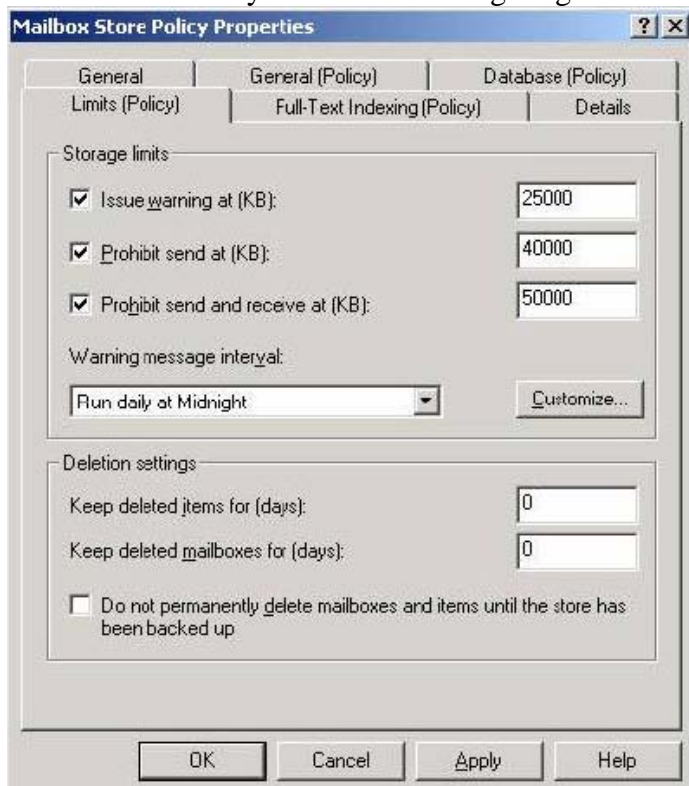 Mailbox Store Policy Properties
General General (Policy) Database (Policy)
Limits (Policy) Full-Text Indexing (Policy) Details
Storage limits
Issue warning at (KB): 25000
Prohibit send at (KB): 40000
Prohibit send and receive at (KB): 50000
Warning message interval:
Run daily at Midnight Customize...
Deletion settings
Keep deleted items for (days): 0
Keep deleted mailboxes for (days): 0
Do not permanently delete mailboxes and items until the store has
been backed up
OK Cancel Apply Help